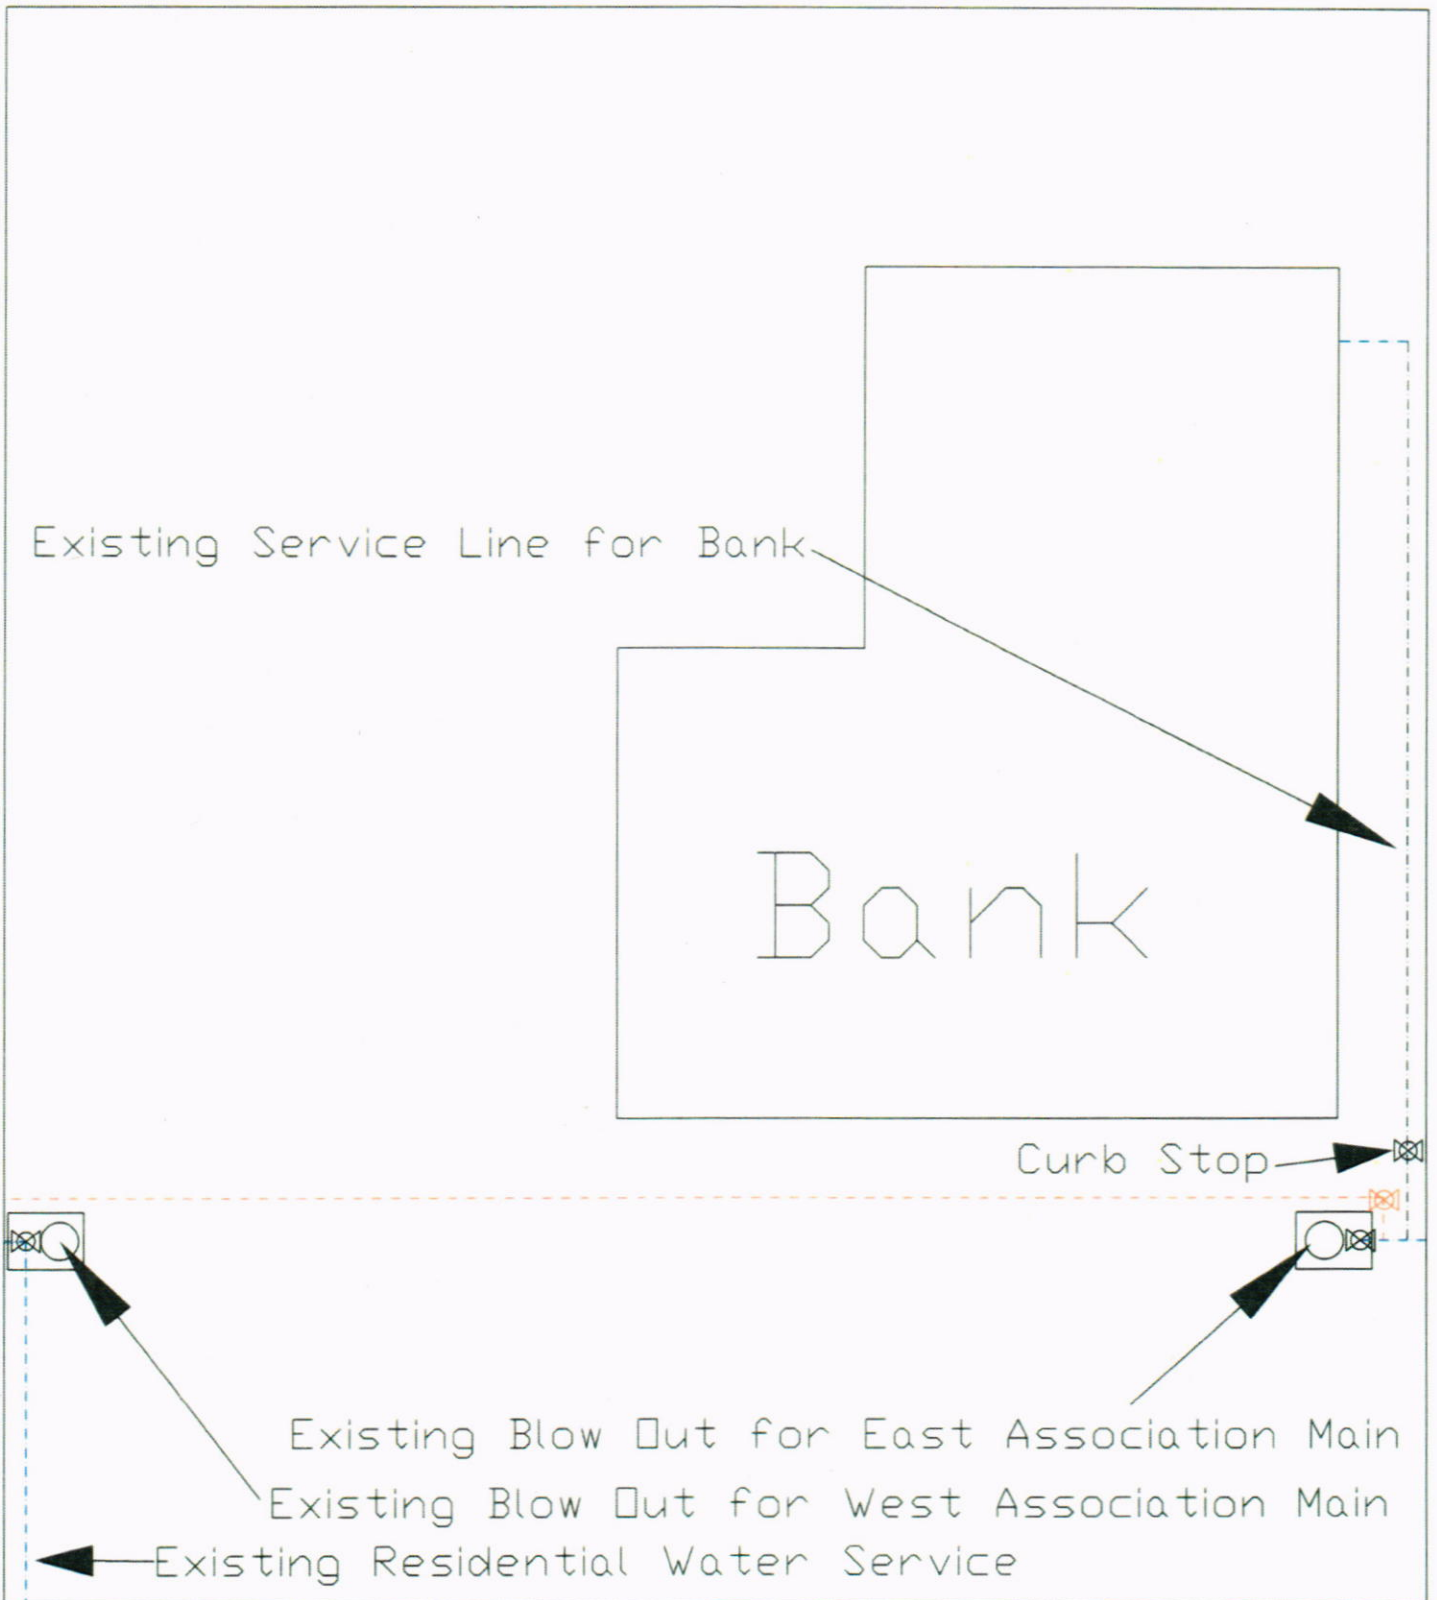 Existing Service Line for Bank
Bank
Curb Stop
Existing Blow Out for East Association Main
Existing Blow Out for West Association Main
Existing Residential Water Service